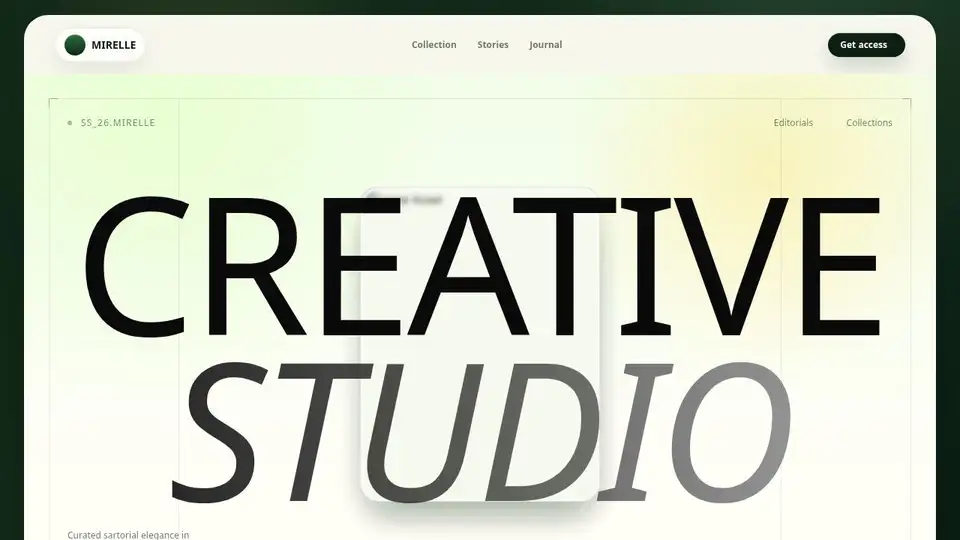 MIRELLE
Collection
Stories
Journal
Get access
SS_26.MIRELLE
Editorials
Collections
CREATIVE
STUDIO
Curated sartorial elegance in